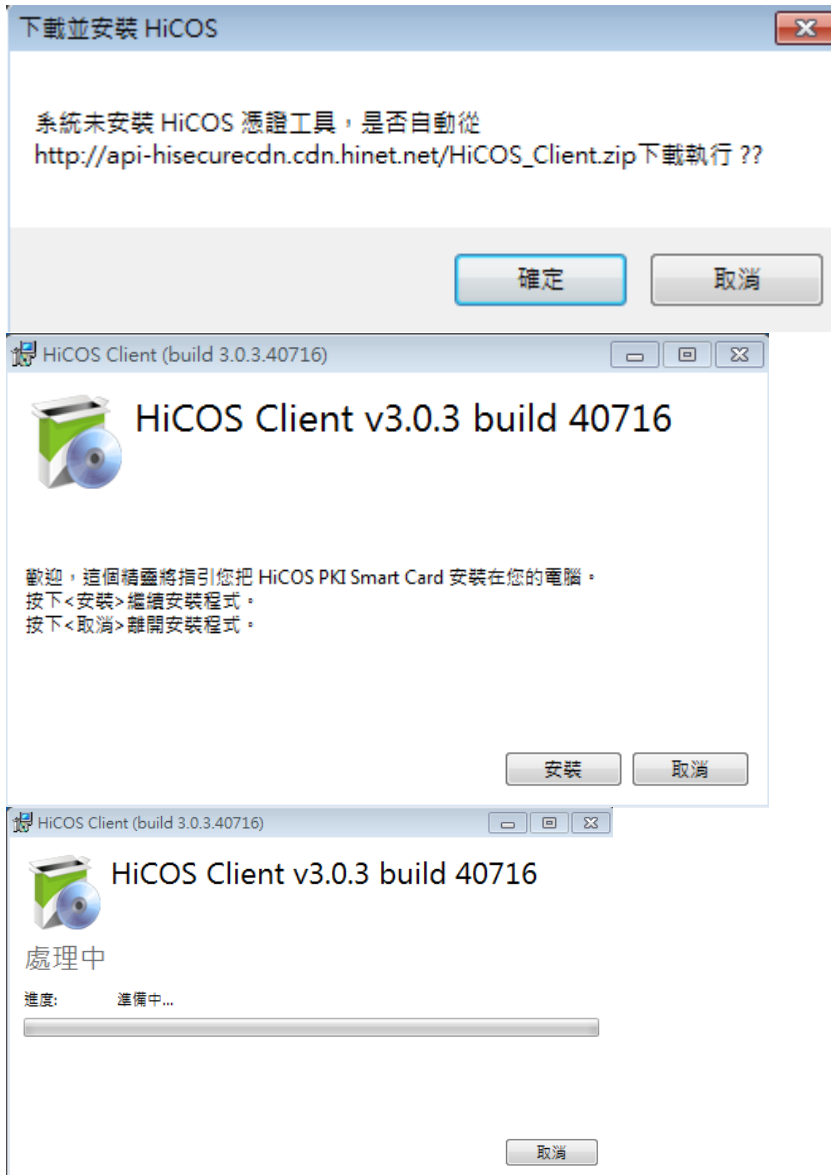 下載並安裝 HiCOS
系統未安裝 HiCOS 憑證工具，是否自動從
http://api-hisecurecdn.cdn.hinet.net/HiCOS_Client.zip下載執行 ??
確定
取消
HiCOS Client (build 3.0.3.40716)
HiCOS Client v3.0.3 build 40716
歡迎，這個精靈將指引您把 HiCOS PKI Smart Card 安裝在您的電腦。
按下<安裝>繼續安裝程式。
按下<取消>離開安裝程式。
安裝
取消
HiCOS Client (build 3.0.3.40716)
HiCOS Client v3.0.3 build 40716
處理中
進度: 準備中...
取消